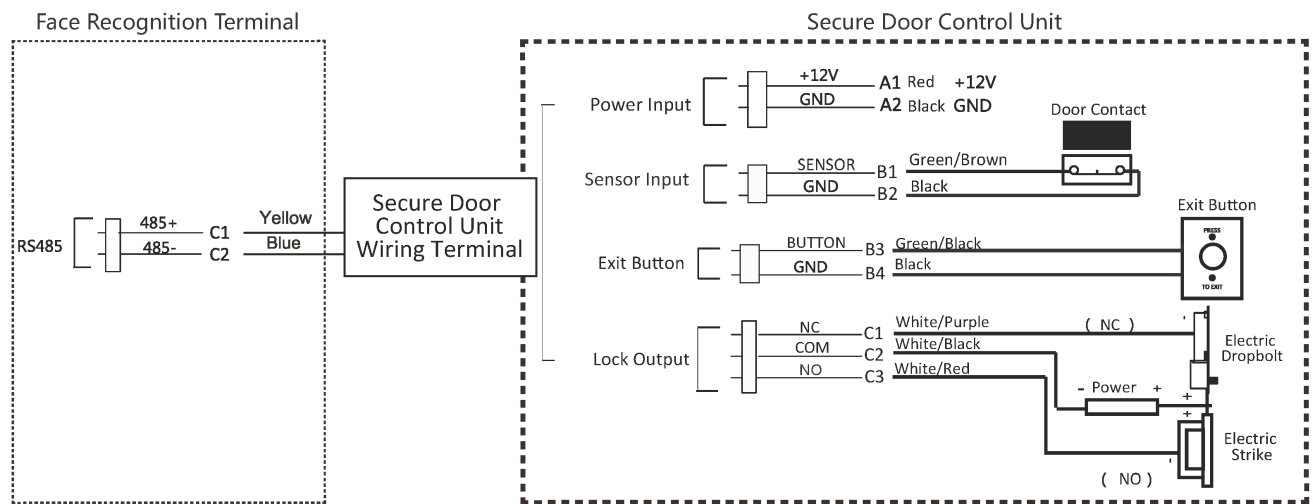 Face Recognition Terminal
Secure Door Control Unit
RS485
485+ C1 Yellow
485- C2 Blue
Secure Door
Control Unit
Wiring Terminal
Power Input
+12V A1 Red +12V
GND A2 Black GND
Door Contact
Sensor Input
SENSOR B1 Green/Brown
GND B2 Black
Exit Button
PRESS
TO EXIT
Exit Button
BUTTON B3 Green/Black
GND B4 Black
Lock Output
NC C1 White/Purple ( NC )
COM C2 White/Black
NO C3 White/Red
Electric
Dropbolt
- Power + +
+
Electric
Strike
-
( NO )